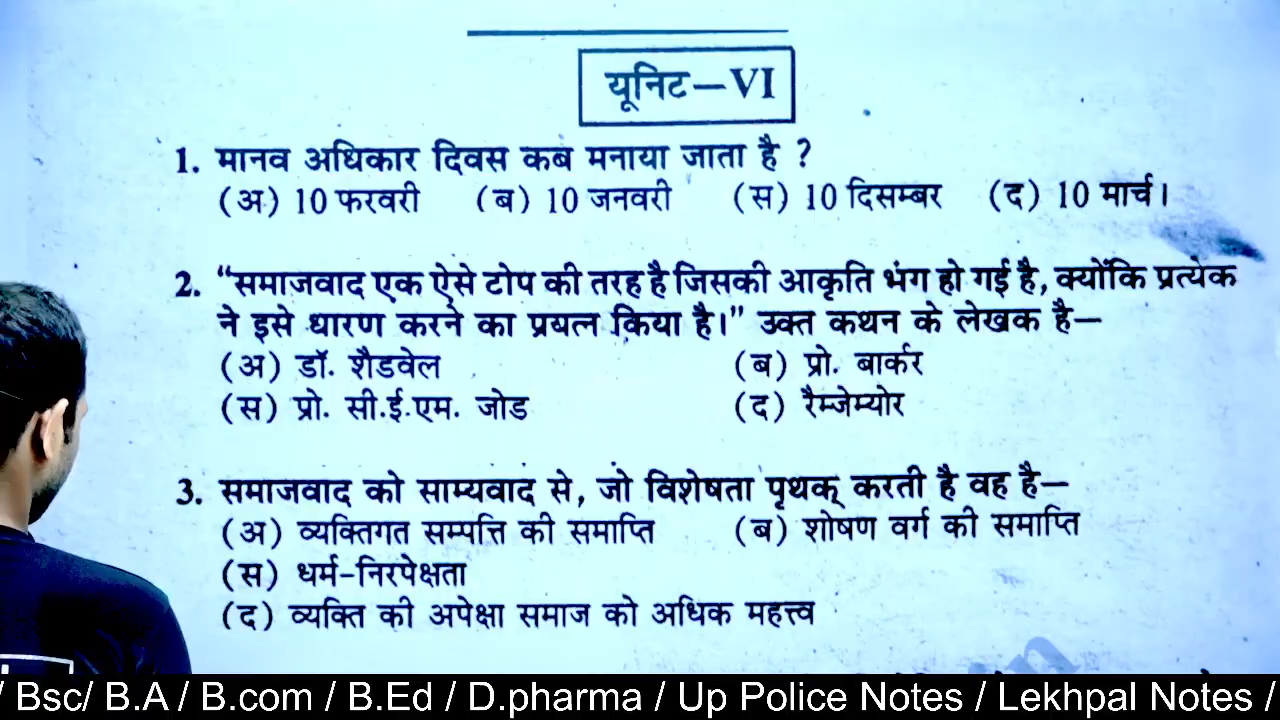 यूनिट—VI
1. मानव अधिकार दिवस कब मनाया जाता है ?
(अ) 10 फरवरी (ब) 10 जनवरी (स) 10 दिसम्बर (द) 10 मार्च।
2. “समाजवाद एक ऐसे टोप की तरह है जिसकी आकृति भंग हो गई है, क्योंकि प्रत्येक
ने इसे धारण करने का प्रयत्न किया है।” उक्त कथन के लेखक है—
(अ) डॉ. शैडवेल (ब) प्रो. बार्कर
(स) प्रो. सी.ई.एम. जोड (द) रैम्जेम्योर
3. समाजवाद को साम्यवाद से, जो विशेषता पृथक् करती है वह है—
(अ) व्यक्तिगत सम्पत्ति की समाप्ति (ब) शोषण वर्ग की समाप्ति
(स) धर्म-निरपेक्षता
(द) व्यक्ति की अपेक्षा समाज को अधिक महत्त्व
/ Bsc/ B.A / B.com / B.Ed / D.pharma / Up Police Notes / Lekhpal Notes /